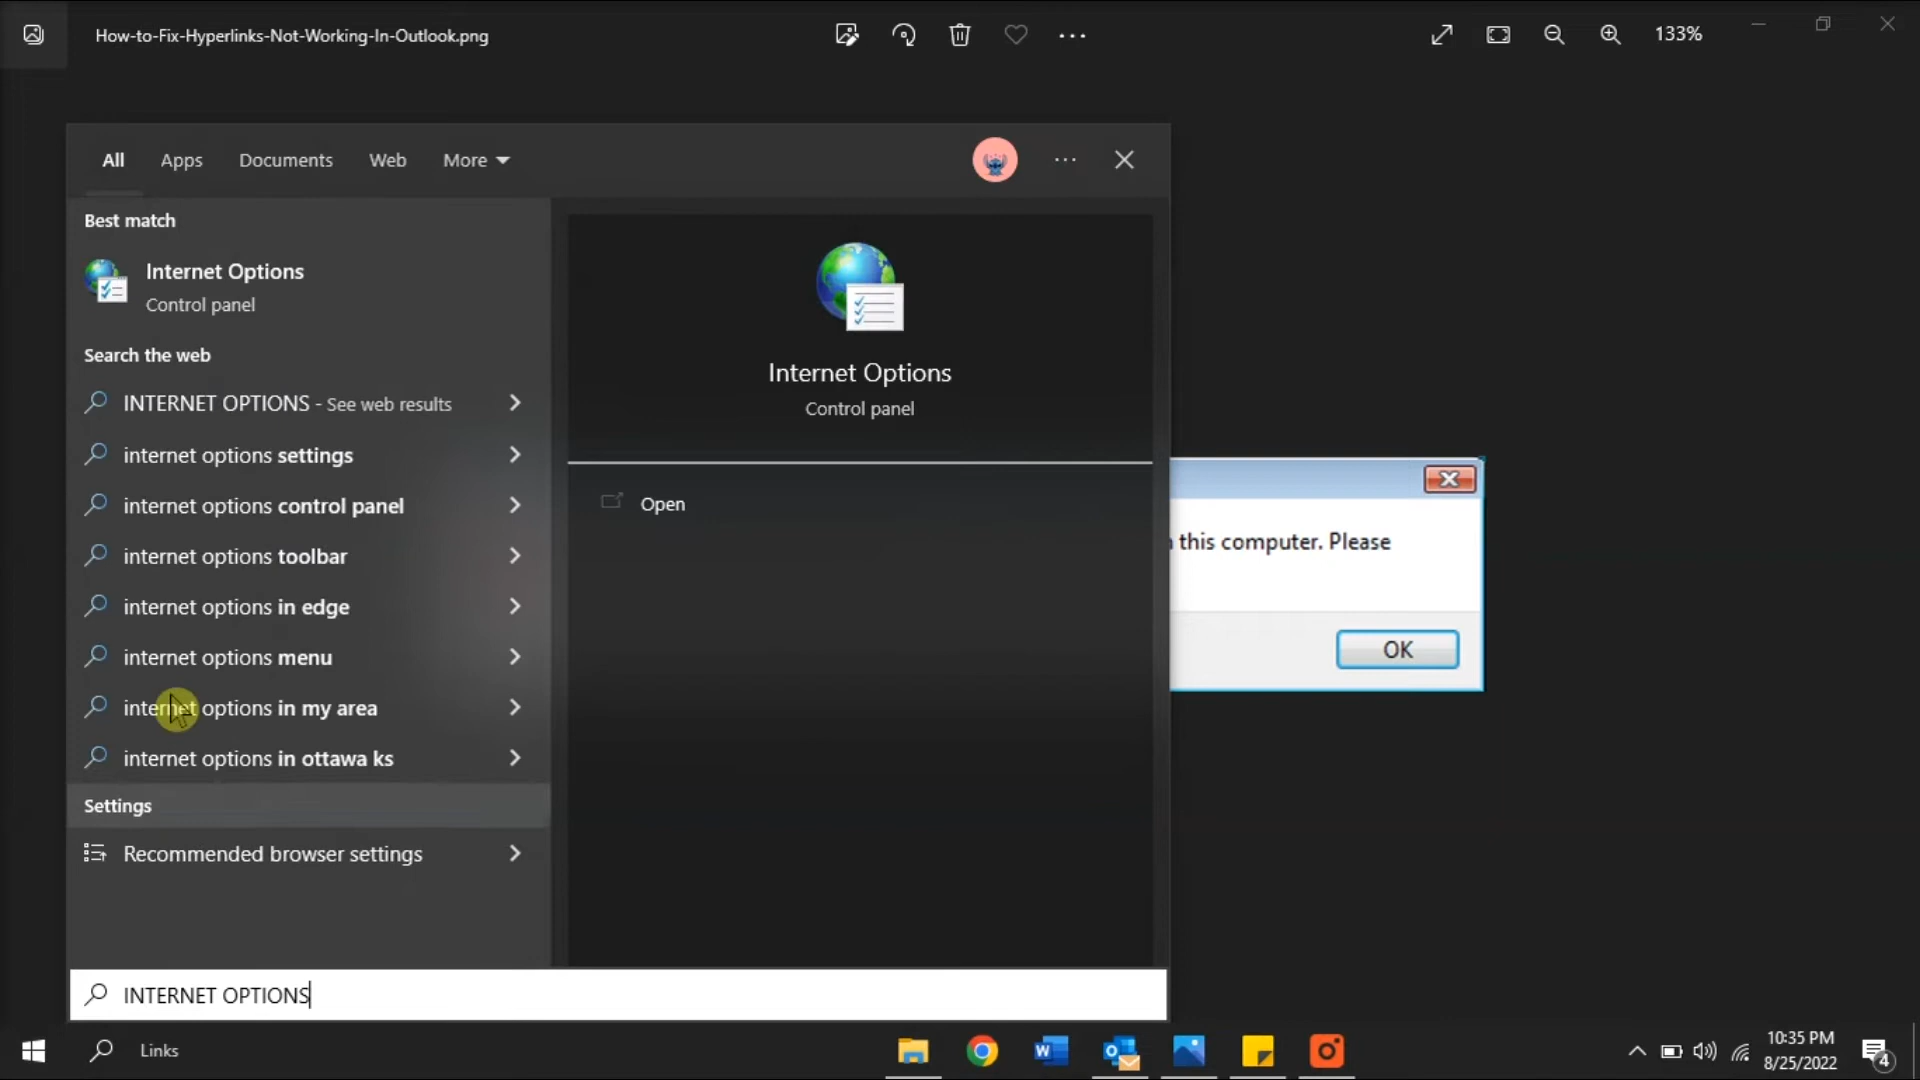 How-to-Fix-Hyperlinks-Not-Working-In-Outlook.png
133%
All Apps Documents Web More
Best match
Internet Options
Control panel
Search the web
INTERNET OPTIONS - See web results
internet options settings
internet options control panel
internet options toolbar
internet options in edge
internet options menu
internet options in my area
internet options in ottawa ks
Settings
Recommended browser settings
INTERNET OPTIONS
Internet Options
Control panel
Open
this computer. Please
OK
Links
10:35 PM
8/25/2022
4